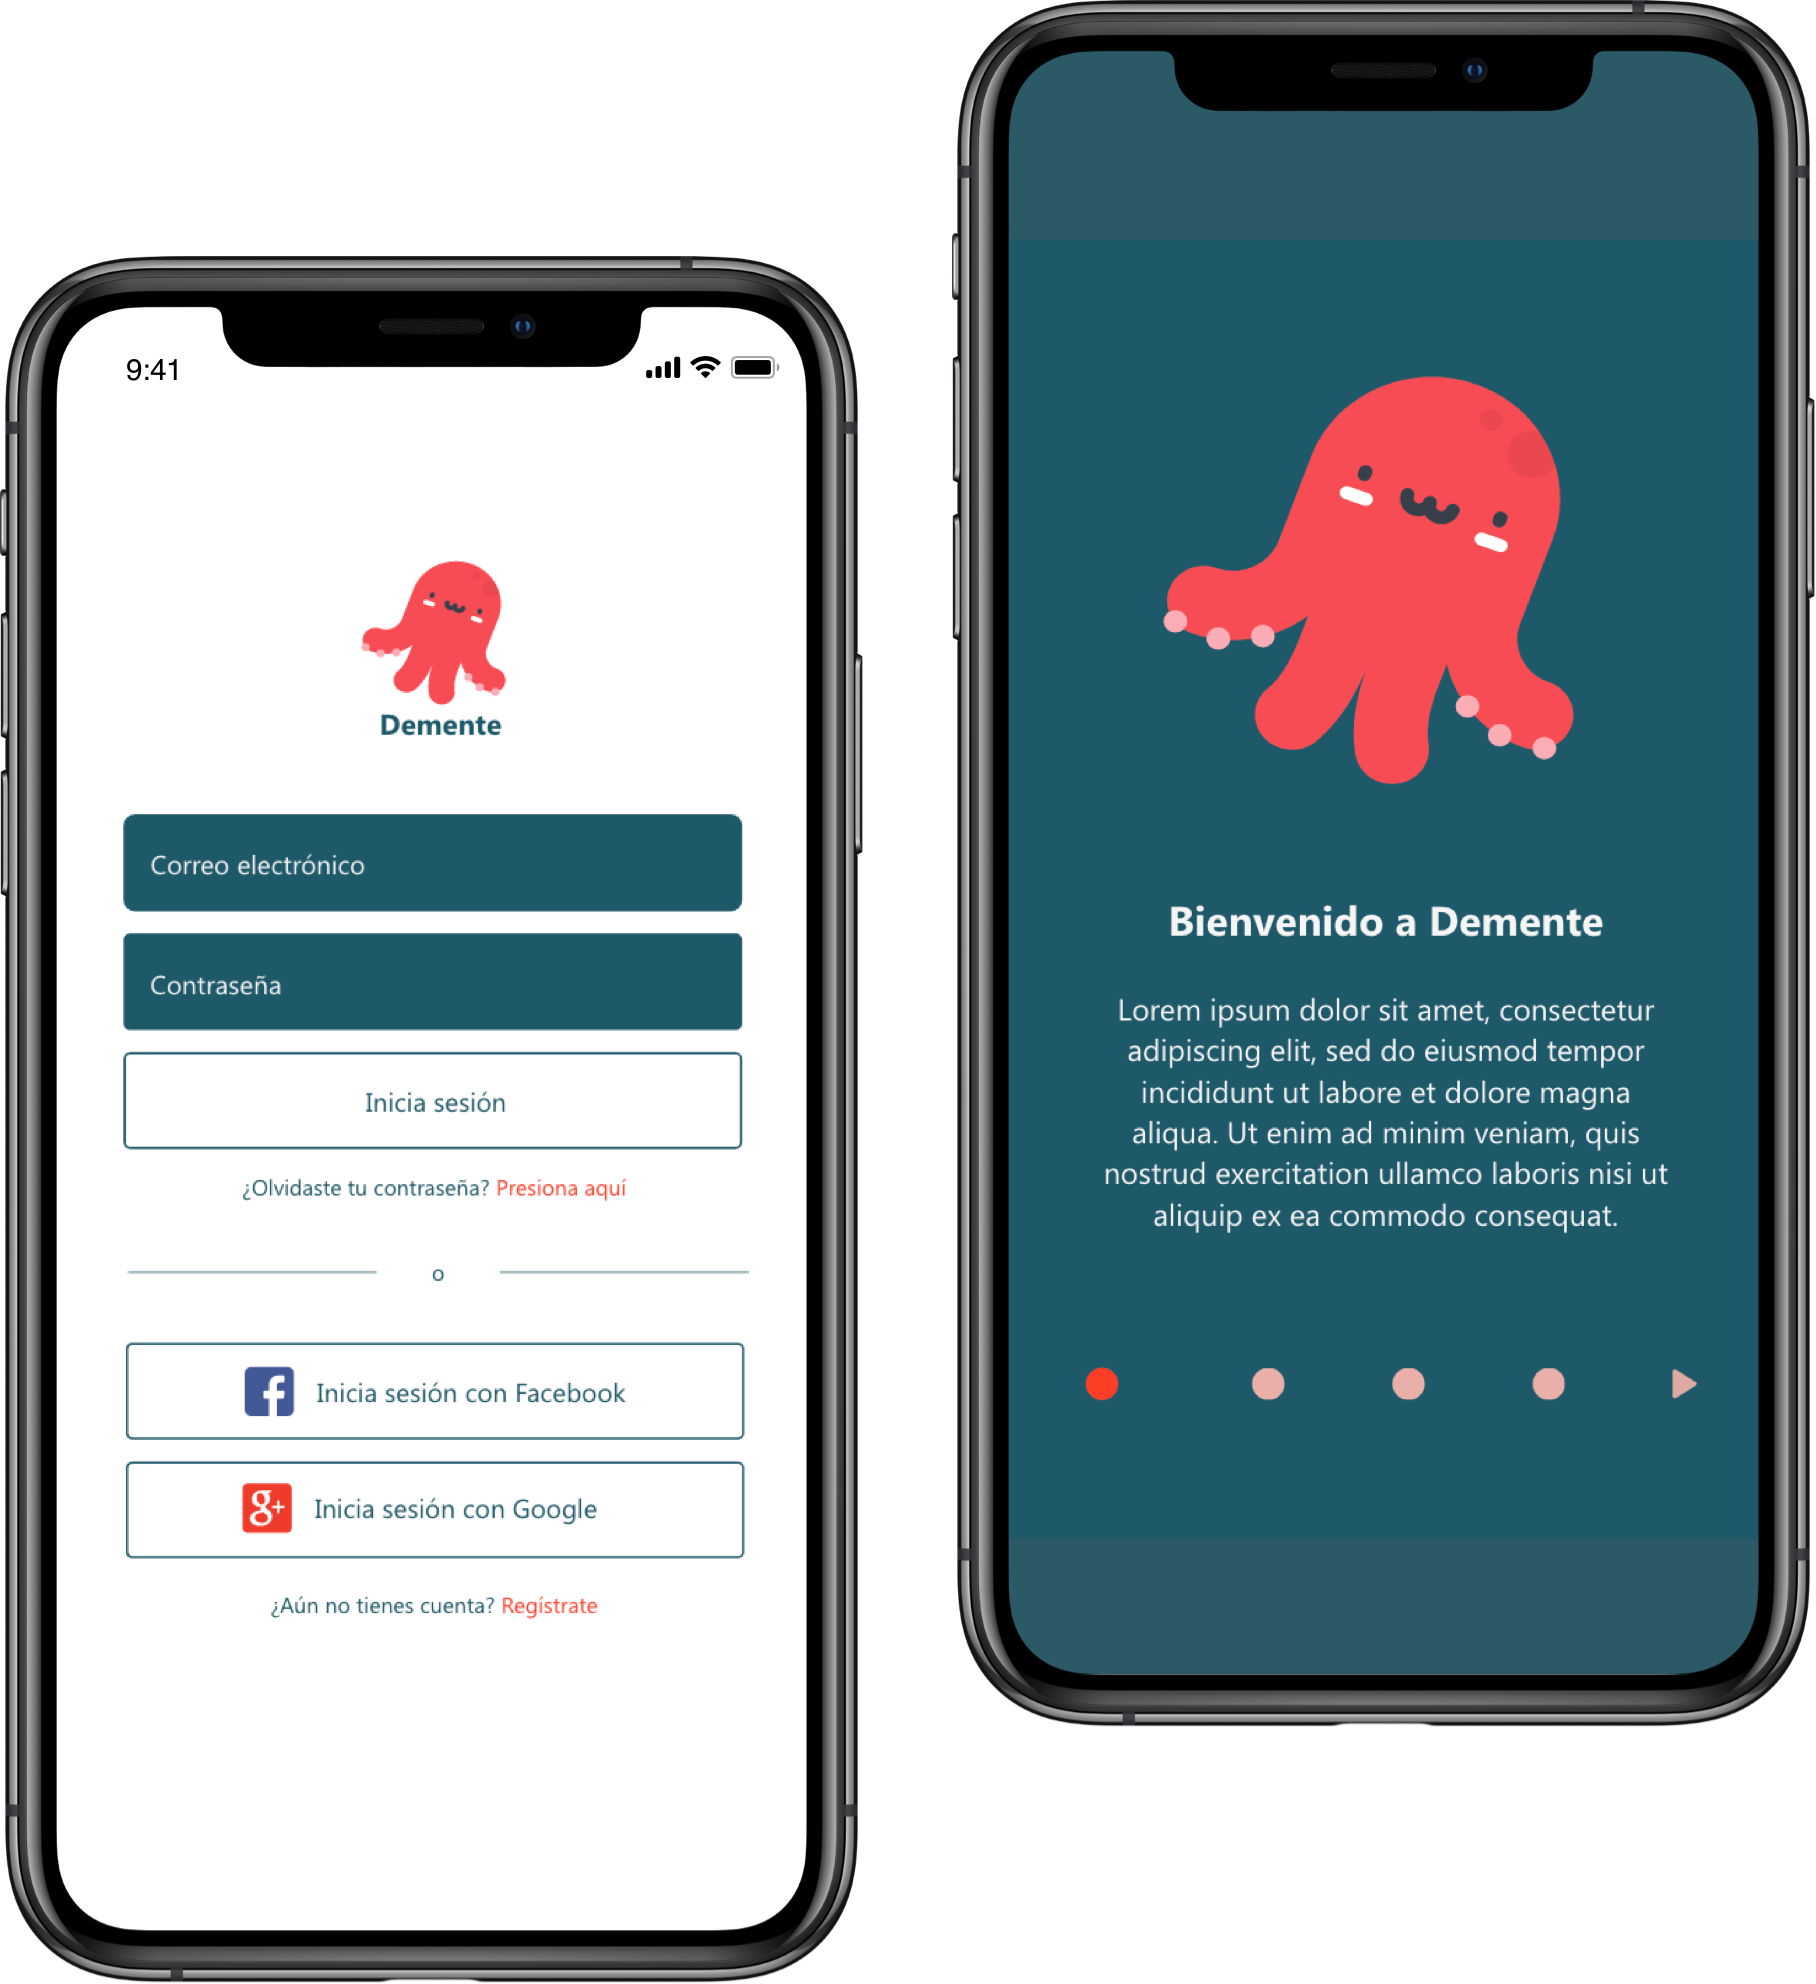 9:41
Demente
Correo electrónico
Contraseña
Inicia sesión
¿Olvidaste tu contraseña? Presiona aquí
o
f Inicia sesión con Facebook
g+ Inicia sesión con Google
¿Aún no tienes cuenta? Regístrate
Bienvenido a Demente
Lorem ipsum dolor sit amet, consectetur
adipiscing elit, sed do eiusmod tempor
incididunt ut labore et dolore magna
aliqua. Ut enim ad minim veniam, quis
nostrud exercitation ullamco laboris nisi ut
aliquip ex ea commodo consequat.